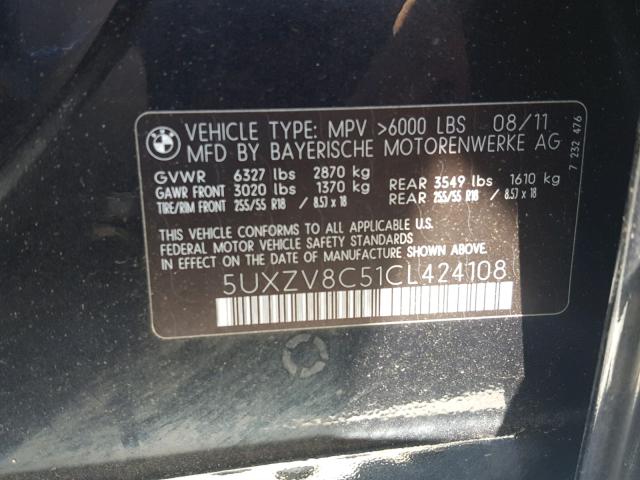 BMW
VEHICLE TYPE: MPV >6000 LBS 08/11
MFD BY BAYERISCHE MOTORENWERKE AG
GVWR 6327 lbs 2870 kg
GAWR FRONT 3020 lbs 1370 kg REAR 3549 lbs 1610 kg
TIRE/RIM FRONT 255/55 R18 / 8.5J x 18 REAR 255/55 R18 / 8.5J x 18
THIS VEHICLE CONFORMS TO ALL APPLICABLE U.S.
FEDERAL MOTOR VEHICLE SAFETY STANDARDS
IN EFFECT ON THE DATE OF MANUFACTURE
SHOWN ABOVE.
5UXZV8C51CL424108
7 232 476